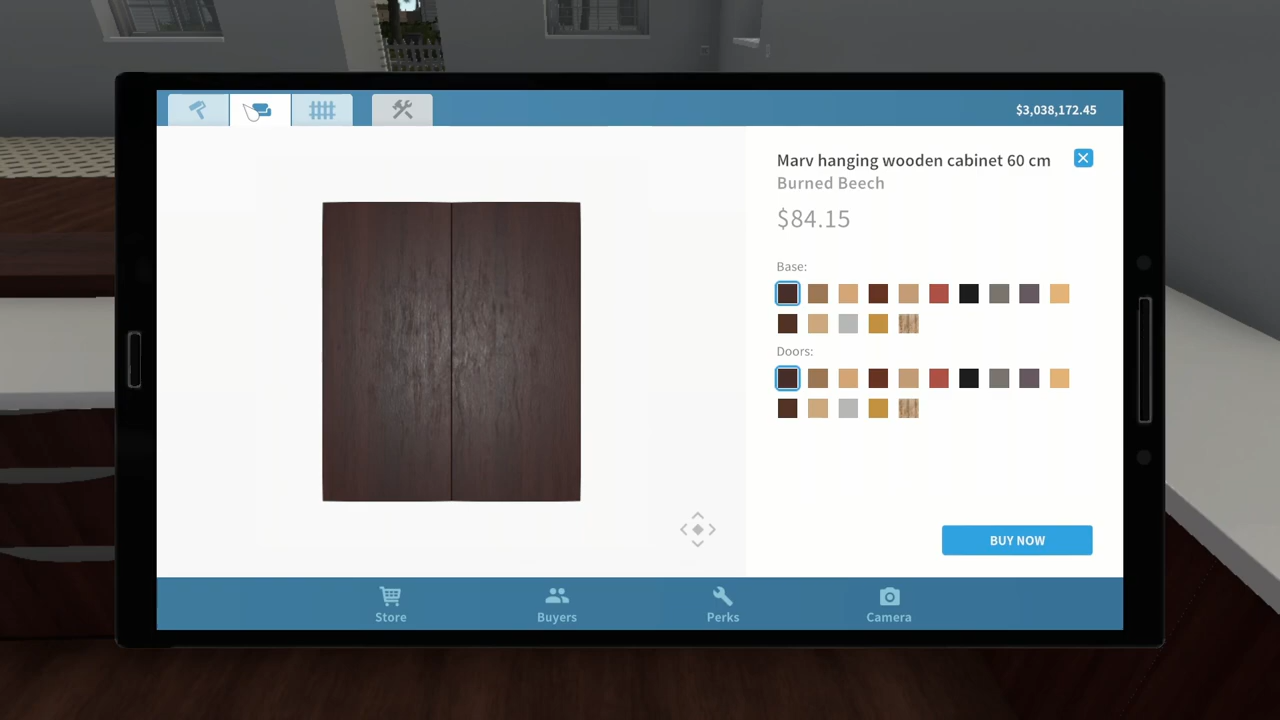 $3,038,172.45
Marv hanging wooden cabinet 60 cm
Burned Beech
$84.15
Base:
Doors:
BUY NOW
Store
Buyers
Perks
Camera